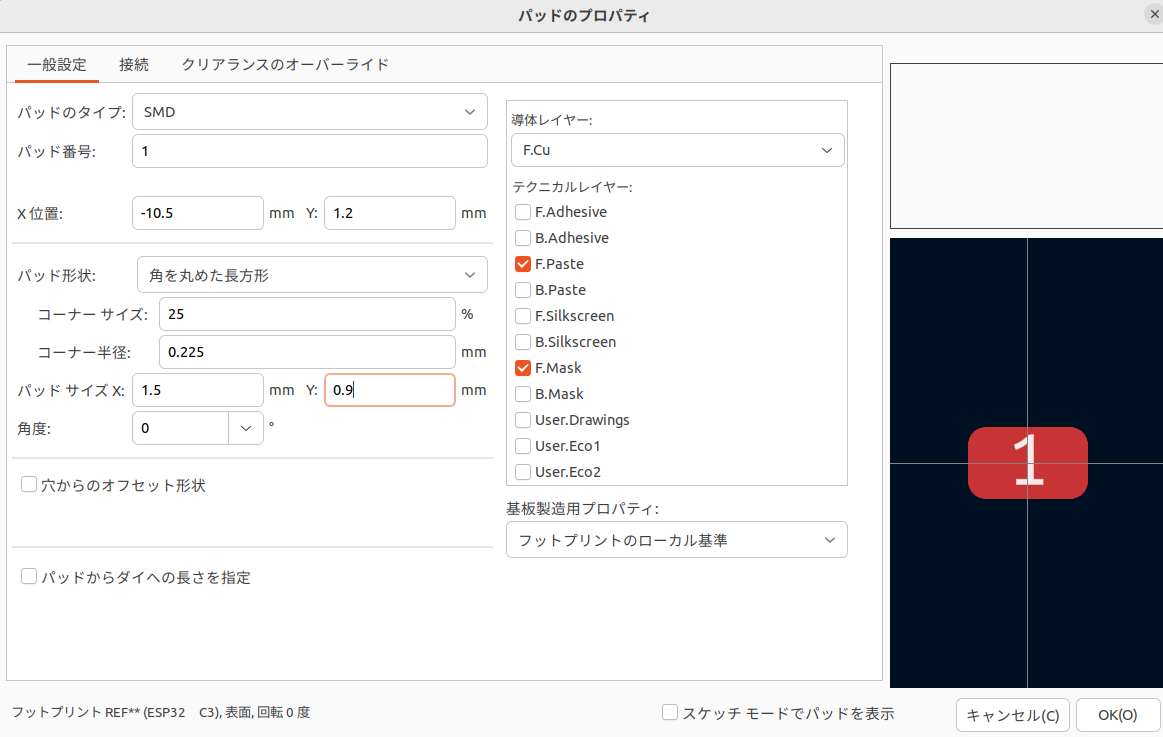 パッドのプロパティ
一般設定 接続 クリアランスのオーバーライド
パッドのタイプ: SMD
パッド番号: 1
X 位置: -10.5 mm Y: 1.2 mm
パッド形状: 角を丸めた長方形
コーナー サイズ: 25 %
コーナー半径: 0.225 mm
パッド サイズ X: 1.5 mm Y: 0.9 mm
角度: 0 °
穴からのオフセット形状
パッドからダイへの長さを指定
導体レイヤー:
F.Cu
テクニカルレイヤー:
F.Adhesive
B.Adhesive
F.Paste
B.Paste
F.Silkscreen
B.Silkscreen
F.Mask
B.Mask
User.Drawings
User.Eco1
User.Eco2
基板製造用プロパティ:
フットプリントのローカル基準
1
フットプリント REF** (ESP32 C3), 表面, 回転 0 度
スケッチ モードでパッドを表示
キャンセル(C) OK(O)